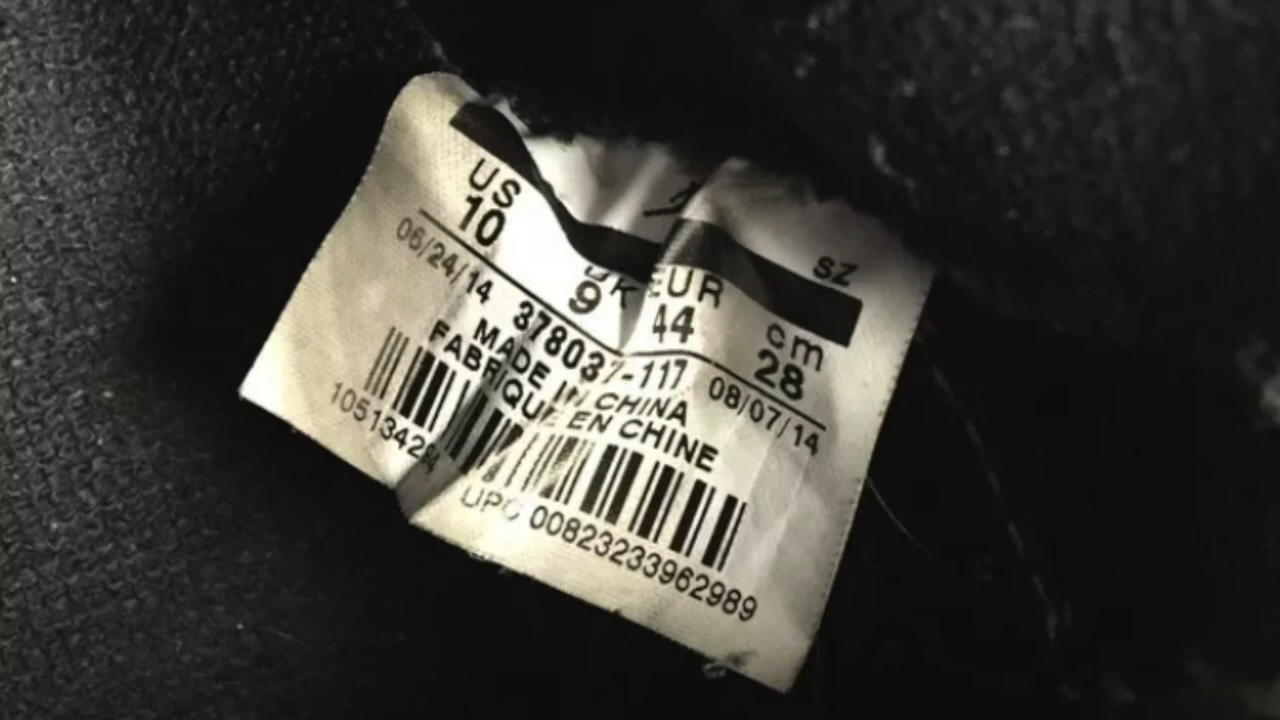 sz
US UK EUR cm
10 9 44 28
06/24/14 378037-117 08/07/14
MADE IN CHINA
FABRIQUE EN CHINE
UPC 00823233962989